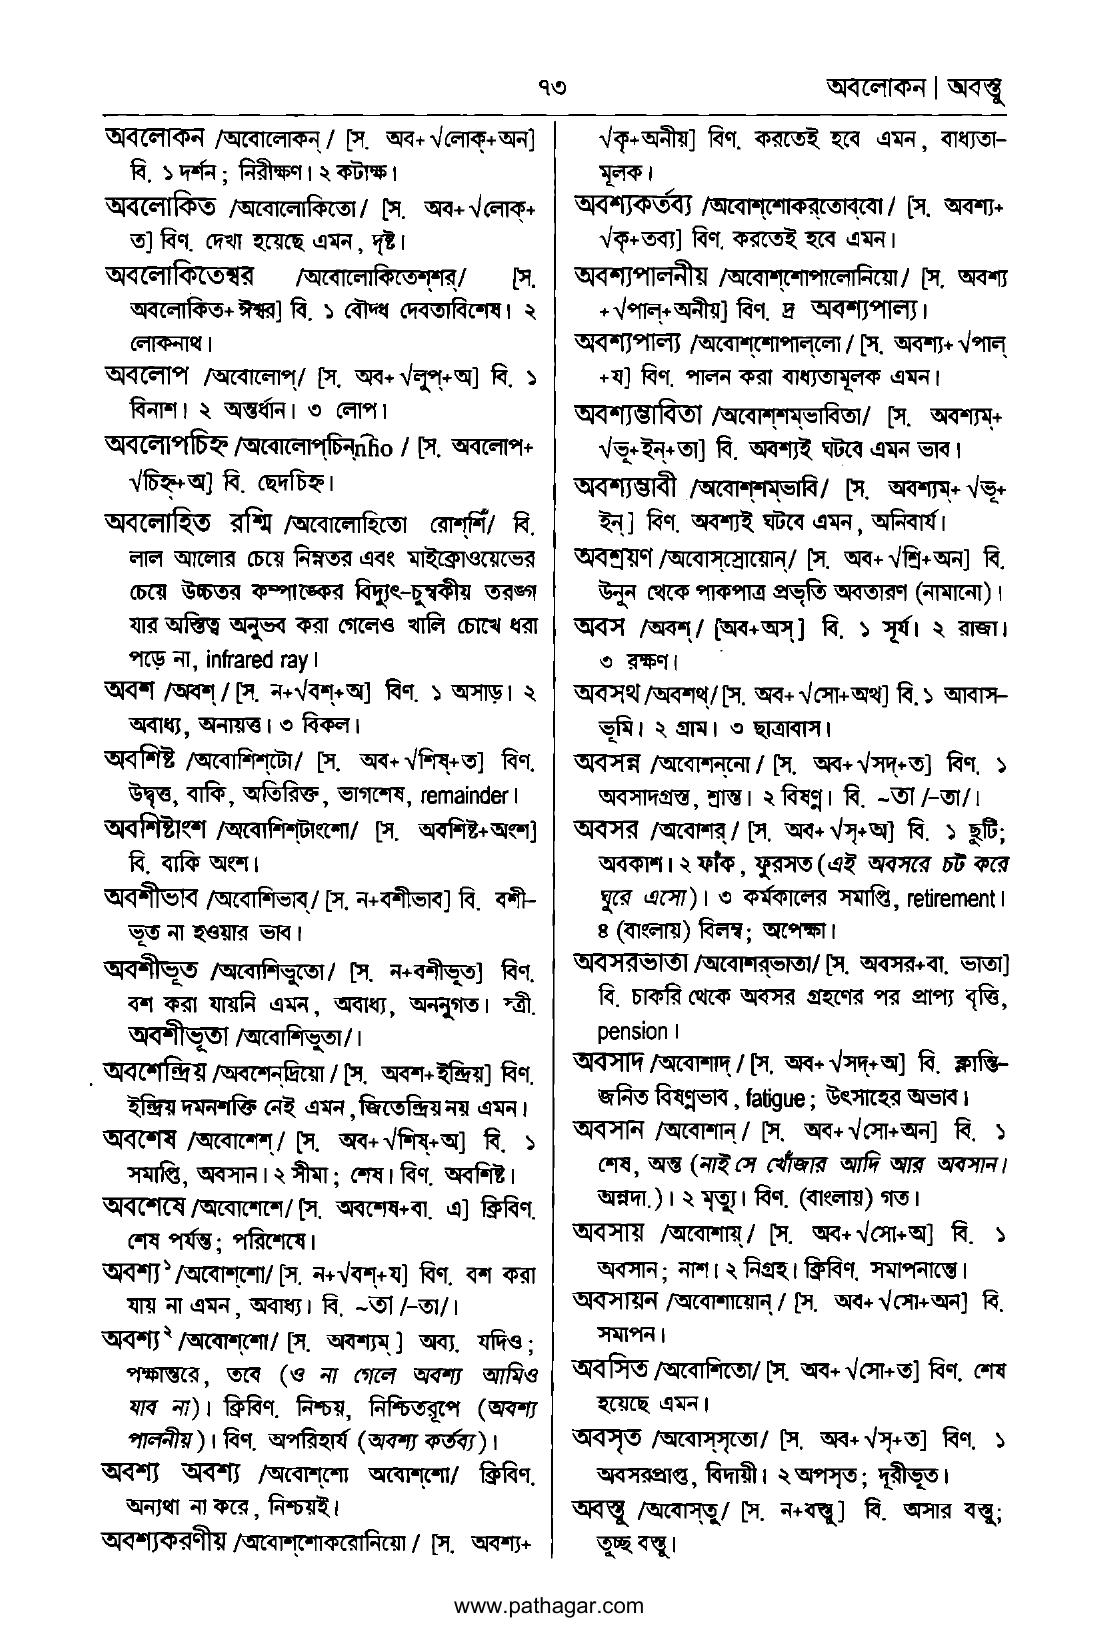 ৭৩
অবলোকন | অবস্তু
অবলোকন /অবোলোকন্/ [স. অব+√লোক্+অন]
বি. ১ দর্শন; নিরীক্ষণ। ২ কটাক্ষ।
অবলোকিত /অবোলোকিতো/ [স. অব+√লোক্+
ত] বিণ. দেখা হয়েছে এমন, দৃষ্ট।
অবলোকিতেশ্বর /অবোলোকিতেশ্‌শর্/ [স.
অবলোকিত+ঈশ্বর] বি. ১ বৌদ্ধ দেবতাবিশেষ। ২
লোকনাথ।
অবলোপ /অবোলোপ্/ [স. অব+√লুপ্+অ] বি. ১
বিনাশ। ২ অন্তর্ধান। ৩ লোপ।
অবলোপচিহ্ন /অবোলোপ্‌চিন্‌n̂ho / [স. অবলোপ+
√চিহ্ন্+অ] বি. ছেদচিহ্ন।
অবলোহিত রশ্মি /অবোলোহিতো রোশ্‌শিঁ/ বি.
লাল আলোর চেয়ে নিম্নতর এবং মাইক্রোওয়েভের
চেয়ে উচ্চতর কম্পাঙ্কের বিদ্যুৎ-চুম্বকীয় তরঙ্গ
যার অস্তিত্ব অনুভব করা গেলেও খালি চোখে ধরা
পড়ে না, infrared ray।
অবশ /অবশ্/ [স. ন+√বশ্+অ] বিণ. ১ অসাড়। ২
অবাধ্য, অনায়ত্ত। ৩ বিকল।
অবশিষ্ট /অবোশিশ্‌টো/ [স. অব+√শিষ্+ত] বিণ.
উদ্বৃত্ত, বাকি, অতিরিক্ত, ভাগশেষ, remainder।
অবশিষ্টাংশ /অবোশিশ্‌টাংশো/ [স. অবশিষ্ট+অংশ]
বি. বাকি অংশ।
অবশীভাব /অবোশিভাব্/ [স. ন+বশীভাব] বি. বশী-
ভূত না হওয়ার ভাব।
অবশীভূত /অবোশিভুতো/ [স. ন+বশীভূত] বিণ.
বশ করা যায়নি এমন, অবাধ্য, অননুগত। স্ত্রী.
অবশীভূতা /অবোশিভুতা/।
অবশেন্দ্রিয় /অবশেন্‌দ্রিয়ো/ [স. অবশ+ইন্দ্রিয়] বিণ.
ইন্দ্রিয় দমনশক্তি নেই এমন, জিতেন্দ্রিয় নয় এমন।
অবশেষ /অবোশেশ্/ [স. অব+√শিষ্+অ] বি. ১
সমাপ্তি, অবসান। ২ সীমা; শেষ। বিণ. অবশিষ্ট।
অবশেষে /অবোশেশে/ [স. অবশেষ+বা. এ] ক্রিবিণ.
শেষ পর্যন্ত; পরিশেষে।
অবশ্য১ /অবোশ্‌শো/ [স. ন+√বশ্+য] বিণ. বশ করা
যায় না এমন, অবাধ্য। বি. ~তা /-তা/।
অবশ্য২ /অবোশ্‌শো/ [স. অবশ্যম্] অব্য. যদিও;
পক্ষান্তরে, তবে (ও না গেলে অবশ্য আমিও
যাব না)। ক্রিবিণ. নিশ্চয়, নিশ্চিতরূপে (অবশ্য
পালনীয়)। বিণ. অপরিহার্য (অবশ্য কর্তব্য)।
অবশ্য অবশ্য /অবোশ্‌শো অবোশ্‌শো/ ক্রিবিণ.
অন্যথা না করে, নিশ্চয়ই।
অবশ্যকরণীয় /অবোশ্‌শোকরোনিয়ো/ [স. অবশ্য+
√কৃ+অনীয়] বিণ. করতেই হবে এমন, বাধ্যতা-
মূলক।
অবশ্যকর্তব্য /অবোশ্‌শোকর্‌তোব্‌বো/ [স. অবশ্য+
√কৃ+তব্য] বিণ. করতেই হবে এমন।
অবশ্যপালনীয় /অবোশ্‌শোপালোনিয়ো/ [স. অবশ্য
+√পাল্+অনীয়] বিণ. দ্র অবশ্যপাল্য।
অবশ্যপাল্য /অবোশ্‌শোপাল্‌লো/ [স. অবশ্য+√পাল্
+য] বিণ. পালন করা বাধ্যতামূলক এমন।
অবশ্যম্ভাবিতা /অবোশ্‌শম্‌ভাবিতা/ [স. অবশ্যম্+
√ভূ+ইন্+তা] বি. অবশ্যই ঘটবে এমন ভাব।
অবশ্যম্ভাবী /অবোশ্‌শম্‌ভাবি/ [স. অবশ্যম+√ভূ+
ইন্] বিণ. অবশ্যই ঘটবে এমন, অনিবার্য।
অবশ্রয়ণ /অবোস্‌স্রোয়োন্/ [স. অব+√শ্রি+অন] বি.
উনুন থেকে পাকপাত্র প্রভৃতি অবতারণ (নামানো)।
অবস /অবশ্/ [অব+অস্] বি. ১ সূর্য। ২ রাজা।
৩ রক্ষণ।
অবসথ /অবশথ্/ [স. অব+√সো+অথ] বি. ১ আবাস-
ভূমি। ২ গ্রাম। ৩ ছাত্রাবাস।
অবসন্ন /অবোশন্‌নো/ [স. অব+√সদ্+ত] বিণ. ১
অবসাদগ্রস্ত, শ্রান্ত। ২ বিষণ্ণ। বি. ~তা /-তা/।
অবসর /অবোশর্/ [স. অব+√সৃ+অ] বি. ১ ছুটি;
অবকাশ। ২ ফাঁক, ফুরসত (এই অবসরে চট করে
ঘুরে এসো)। ৩ কর্মকালের সমাপ্তি, retirement।
৪ (বাংলায়) বিলম্ব; অপেক্ষা।
অবসরভাতা /অবোশর্‌ভাতা/ [স. অবসর+বা. ভাতা]
বি. চাকরি থেকে অবসর গ্রহণের পর প্রাপ্য বৃত্তি,
pension।
অবসাদ /অবোশাদ্/ [স. অব+√সদ্+অ] বি. ক্লান্তি-
জনিত বিষণ্ণভাব, fatigue; উৎসাহের অভাব।
অবসান /অবোশান্/ [স. অব+√সো+অন] বি. ১
শেষ, অন্ত (নাই সে খোঁজার আদি আর অবসান।
অন্নদা.)। ২ মৃত্যু। বিণ. (বাংলায়) গত।
অবসায় /অবোশায়্/ [স. অব+√সো+অ] বি. ১
অবসান; নাশ। ২ নিগ্রহ। ক্রিবিণ. সমাপনান্তে।
অবসায়ন /অবোশায়োন্/ [স. অব+√সো+অন] বি.
সমাপন।
অবসিত /অবোশিতো/ [স. অব+√সো+ত] বিণ. শেষ
হয়েছে এমন।
অবসৃত /অবোস্‌সৃতো/ [স. অব+√সৃ+ত] বিণ. ১
অবসরপ্রাপ্ত, বিদায়ী। ২ অপসৃত; দূরীভূত।
অবস্তু /অবোস্‌তু/ [স. ন+বস্তু] বি. অসার বস্তু;
তুচ্ছ বস্তু।
www.pathagar.com